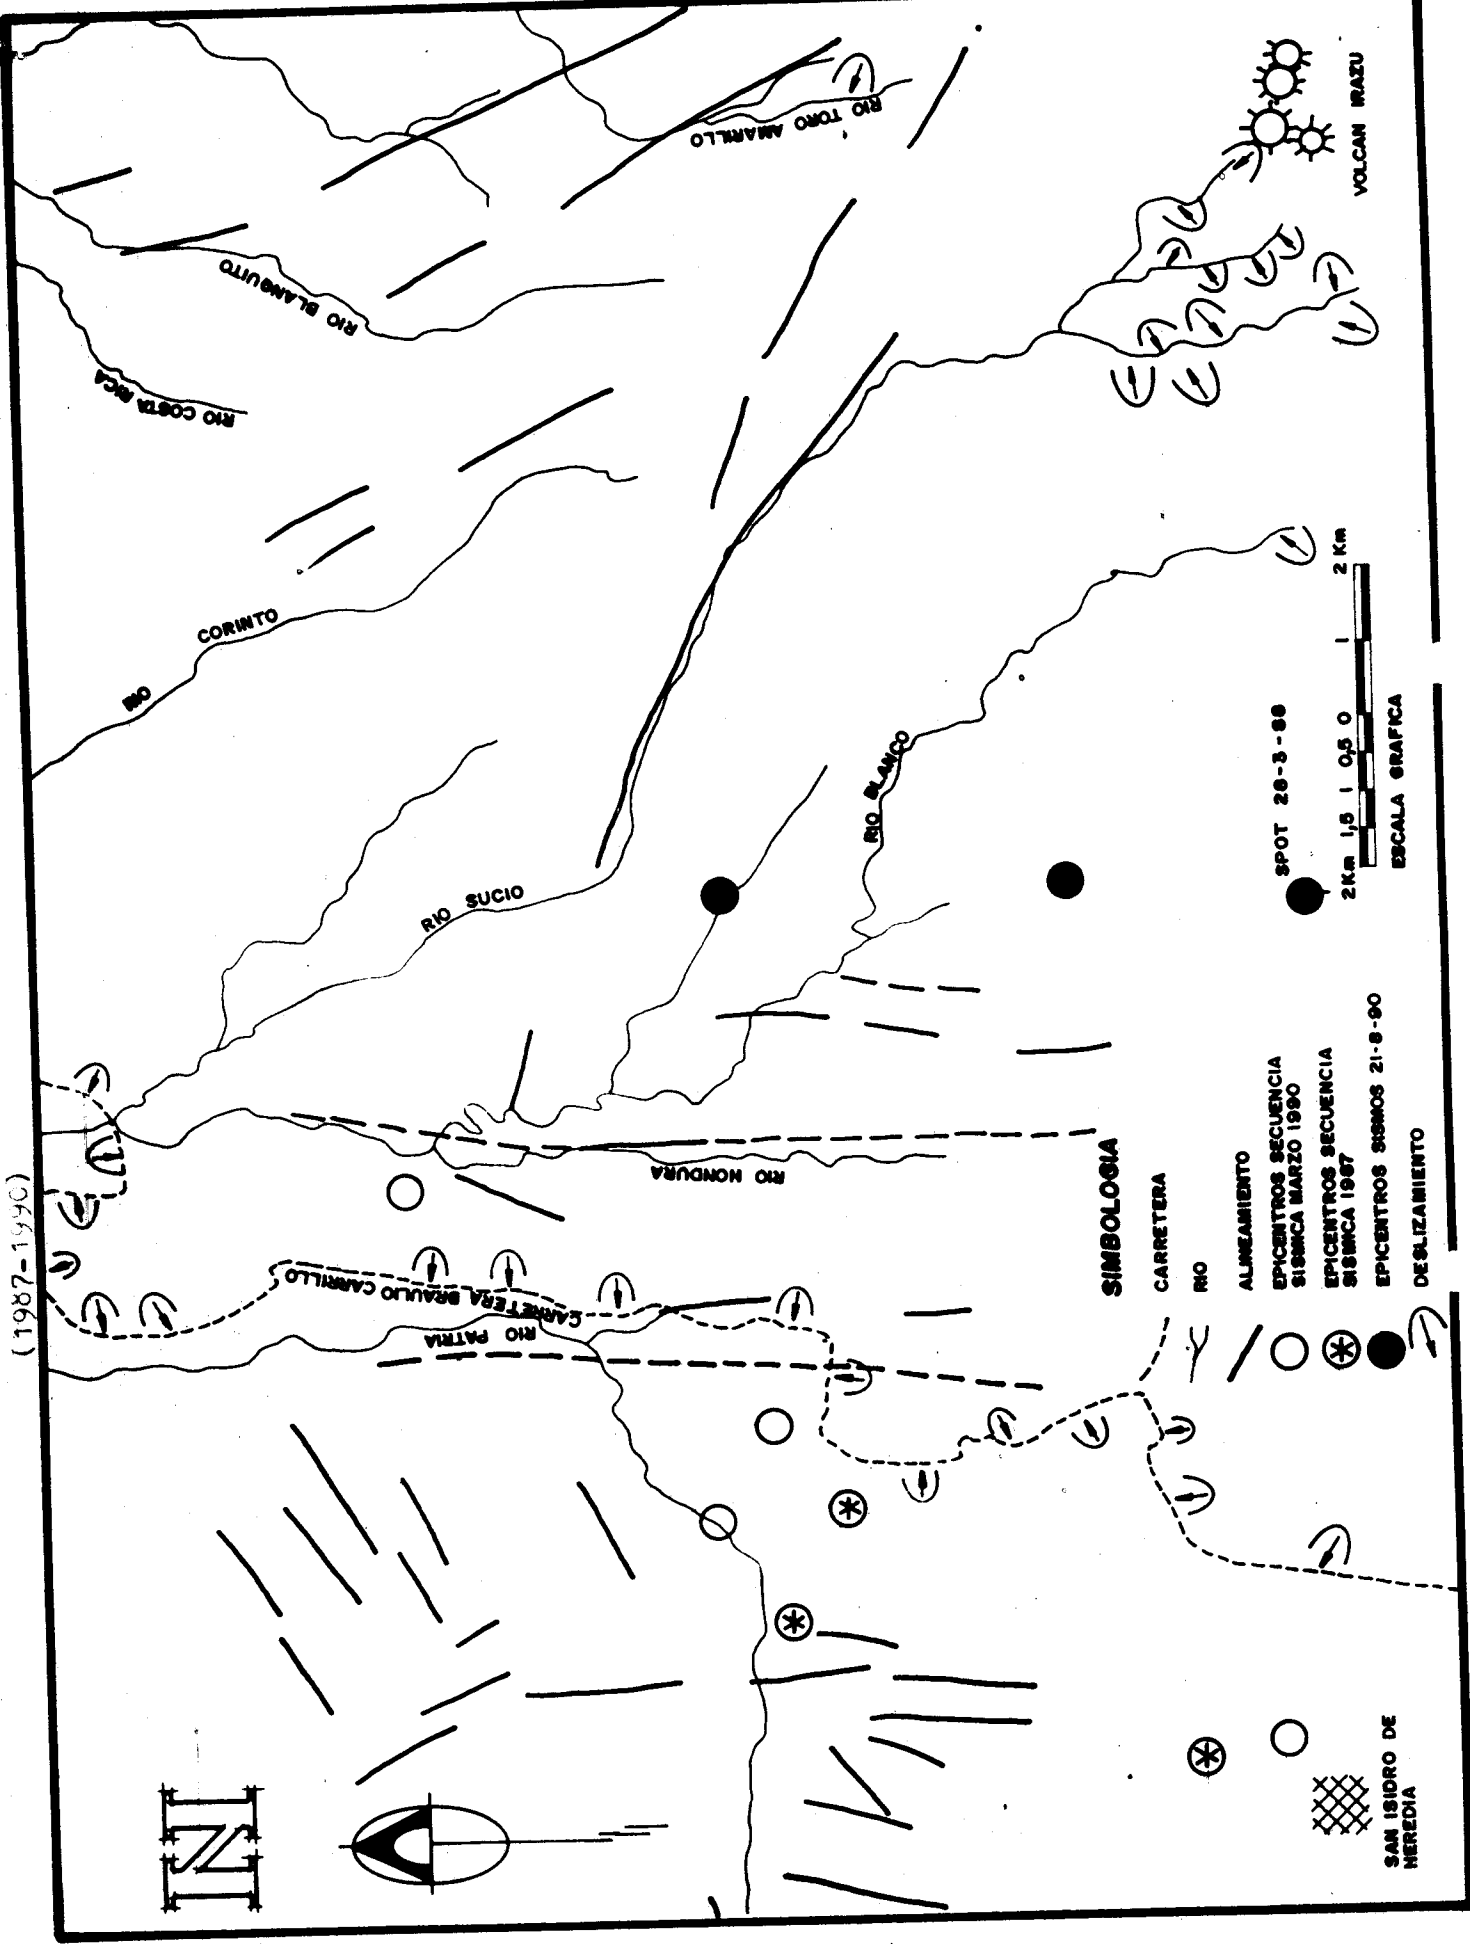 (1987-1990)
N
RIO COSTA RICA
RIO BLANQUITO
RIO TORO AMARILLO
RIO CORINTO
RIO SUCIO
RIO BLANCO
RIO HONDURA
CARRETERA BRAULIO CARRILLO
RIO PATRIA
VOLCAN IRAZU
SAN ISIDRO DE
HEREDIA
SIMBOLOGIA
CARRETERA
RIO
ALINEAMIENTO
EPICENTROS SECUENCIA
SISMICA MARZO 1990
EPICENTROS SECUENCIA
SISMICA 1987
EPICENTROS SISMOS 21-8-90
DESLIZAMIENTO
SPOT 28-3-88
2Km 1,5 1 0,5 0 1 2 Km
ESCALA GRAFICA